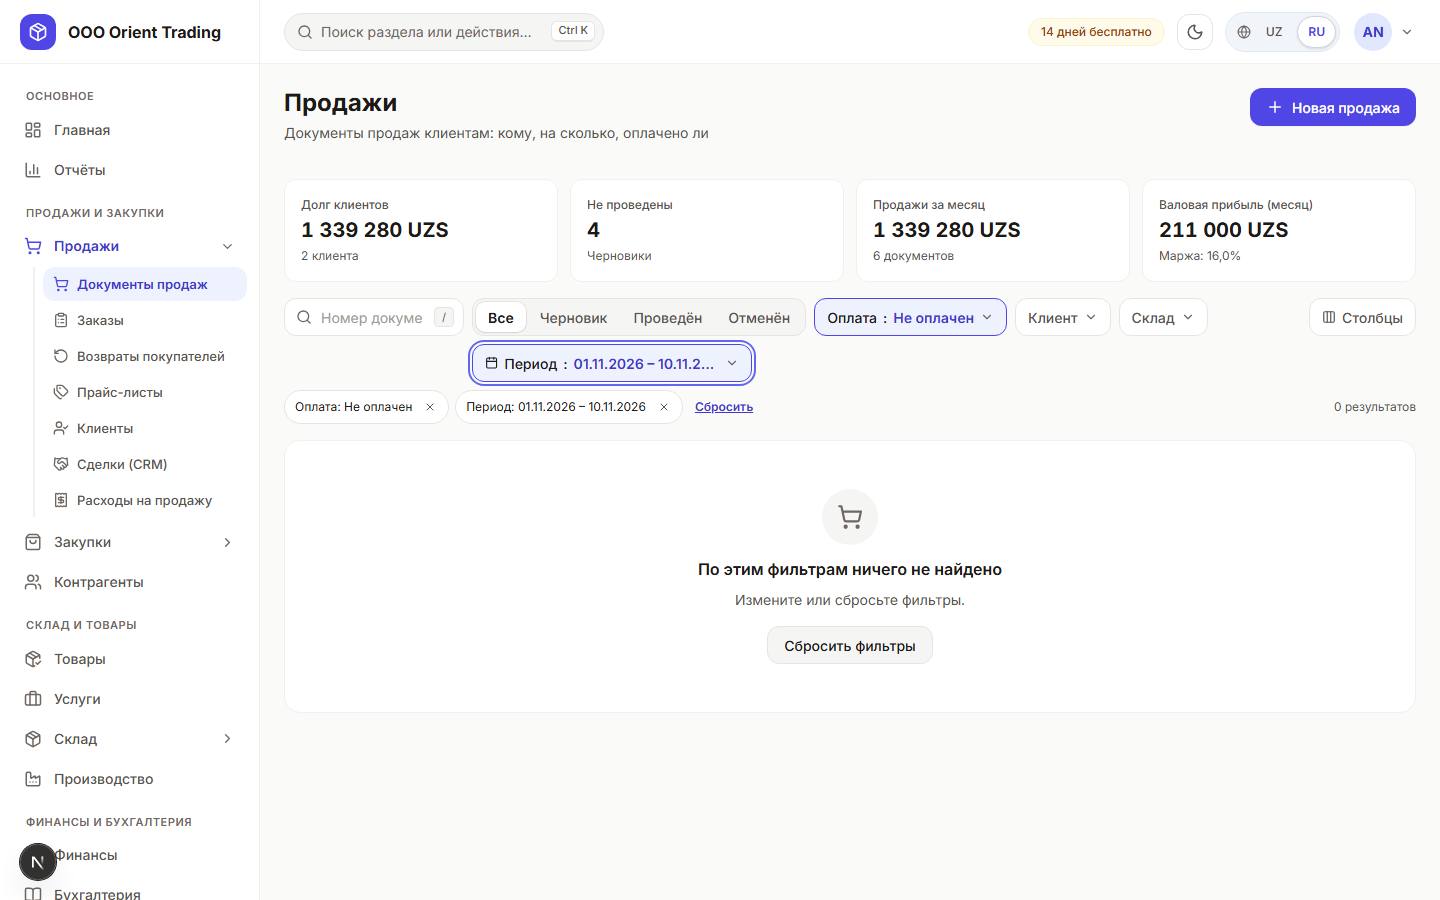 ООО Orient Trading
Поиск раздела или действия...
Ctrl K
14 дней бесплатно
UZ
RU
AN
ОСНОВНОЕ
Главная
Отчёты
ПРОДАЖИ И ЗАКУПКИ
Продажи
Документы продаж
Заказы
Возвраты покупателей
Прайс-листы
Клиенты
Сделки (CRM)
Расходы на продажу
Закупки
Контрагенты
СКЛАД И ТОВАРЫ
Товары
Услуги
Склад
Производство
ФИНАНСЫ И БУХГАЛТЕРИЯ
N
Финансы
Бухгалтерия
Продажи
Документы продаж клиентам: кому, на сколько, оплачено ли
Новая продажа
Долг клиентов
1 339 280 UZS
2 клиента
Не проведены
4
Черновики
Продажи за месяц
1 339 280 UZS
6 документов
Валовая прибыль (месяц)
211 000 UZS
Маржа: 16,0%
Номер докуме
/
Все
Черновик
Проведён
Отменён
Оплата : Не оплачен
Клиент
Склад
Столбцы
Период : 01.11.2026 – 10.11.2...
Оплата: Не оплачен
Период: 01.11.2026 – 10.11.2026
Сбросить
0 результатов
По этим фильтрам ничего не найдено
Измените или сбросьте фильтры.
Сбросить фильтры